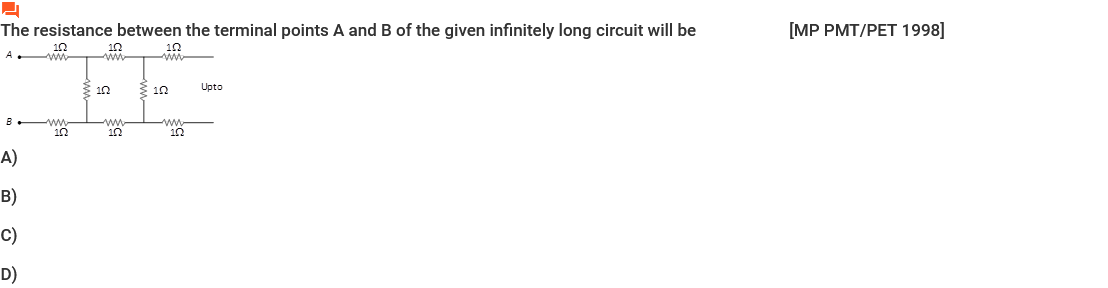 The resistance between the terminal points A and B of the given infinitely long circuit will be [MP PMT/PET 1998]
1Ω 1Ω 1Ω
A
1Ω 1Ω Upto
B
1Ω 1Ω 1Ω
A)
B)
C)
D)